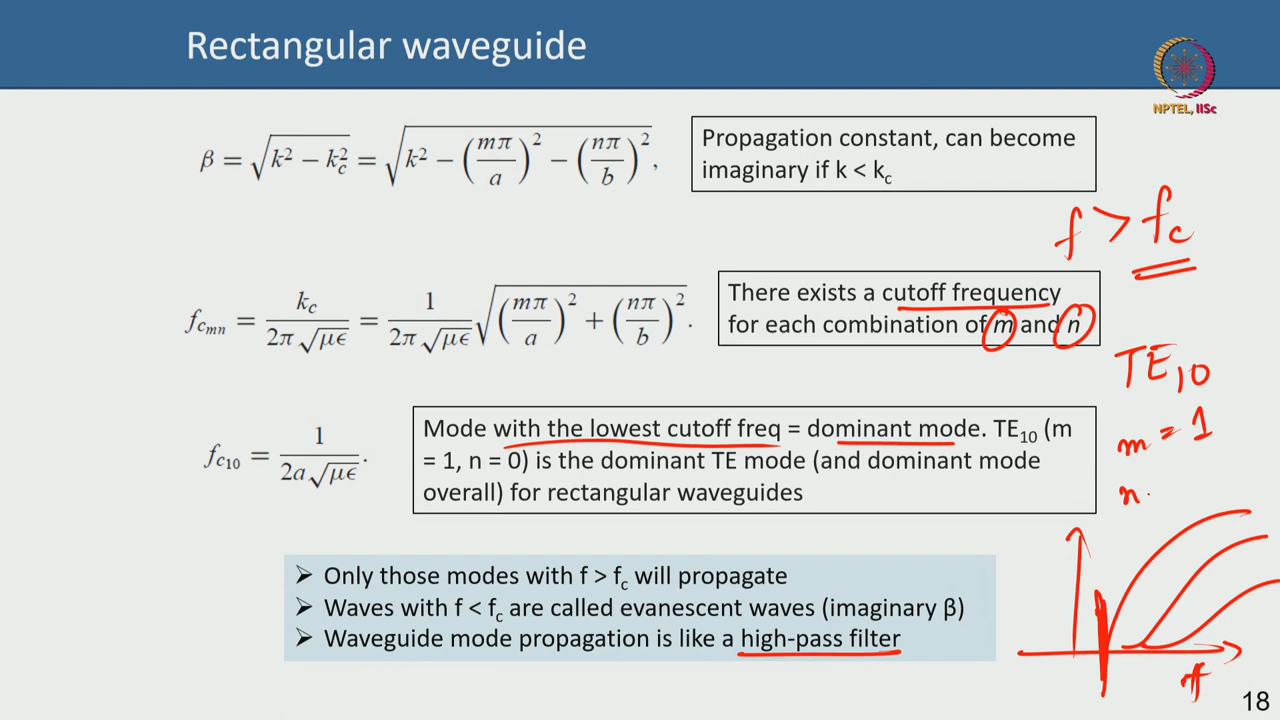 Rectangular waveguide
NPTEL, IISc
β = √(k² − k_c²) = √(k² − (mπ/a)² − (nπ/b)²),
Propagation constant, can become
imaginary if k < k_c
f > f_c
f_cmn = k_c/(2π√με) = 1/(2π√με) √((mπ/a)² + (nπ/b)²).
There exists a cutoff frequency
for each combination of m and n
TE₁₀
m = 1
n
f_c₁₀ = 1/(2a√με).
Mode with the lowest cutoff freq = dominant mode. TE₁₀ (m
= 1, n = 0) is the dominant TE mode (and dominant mode
overall) for rectangular waveguides
➢ Only those modes with f > f_c will propagate
➢ Waves with f < f_c are called evanescent waves (imaginary β)
➢ Waveguide mode propagation is like a high-pass filter
f
18